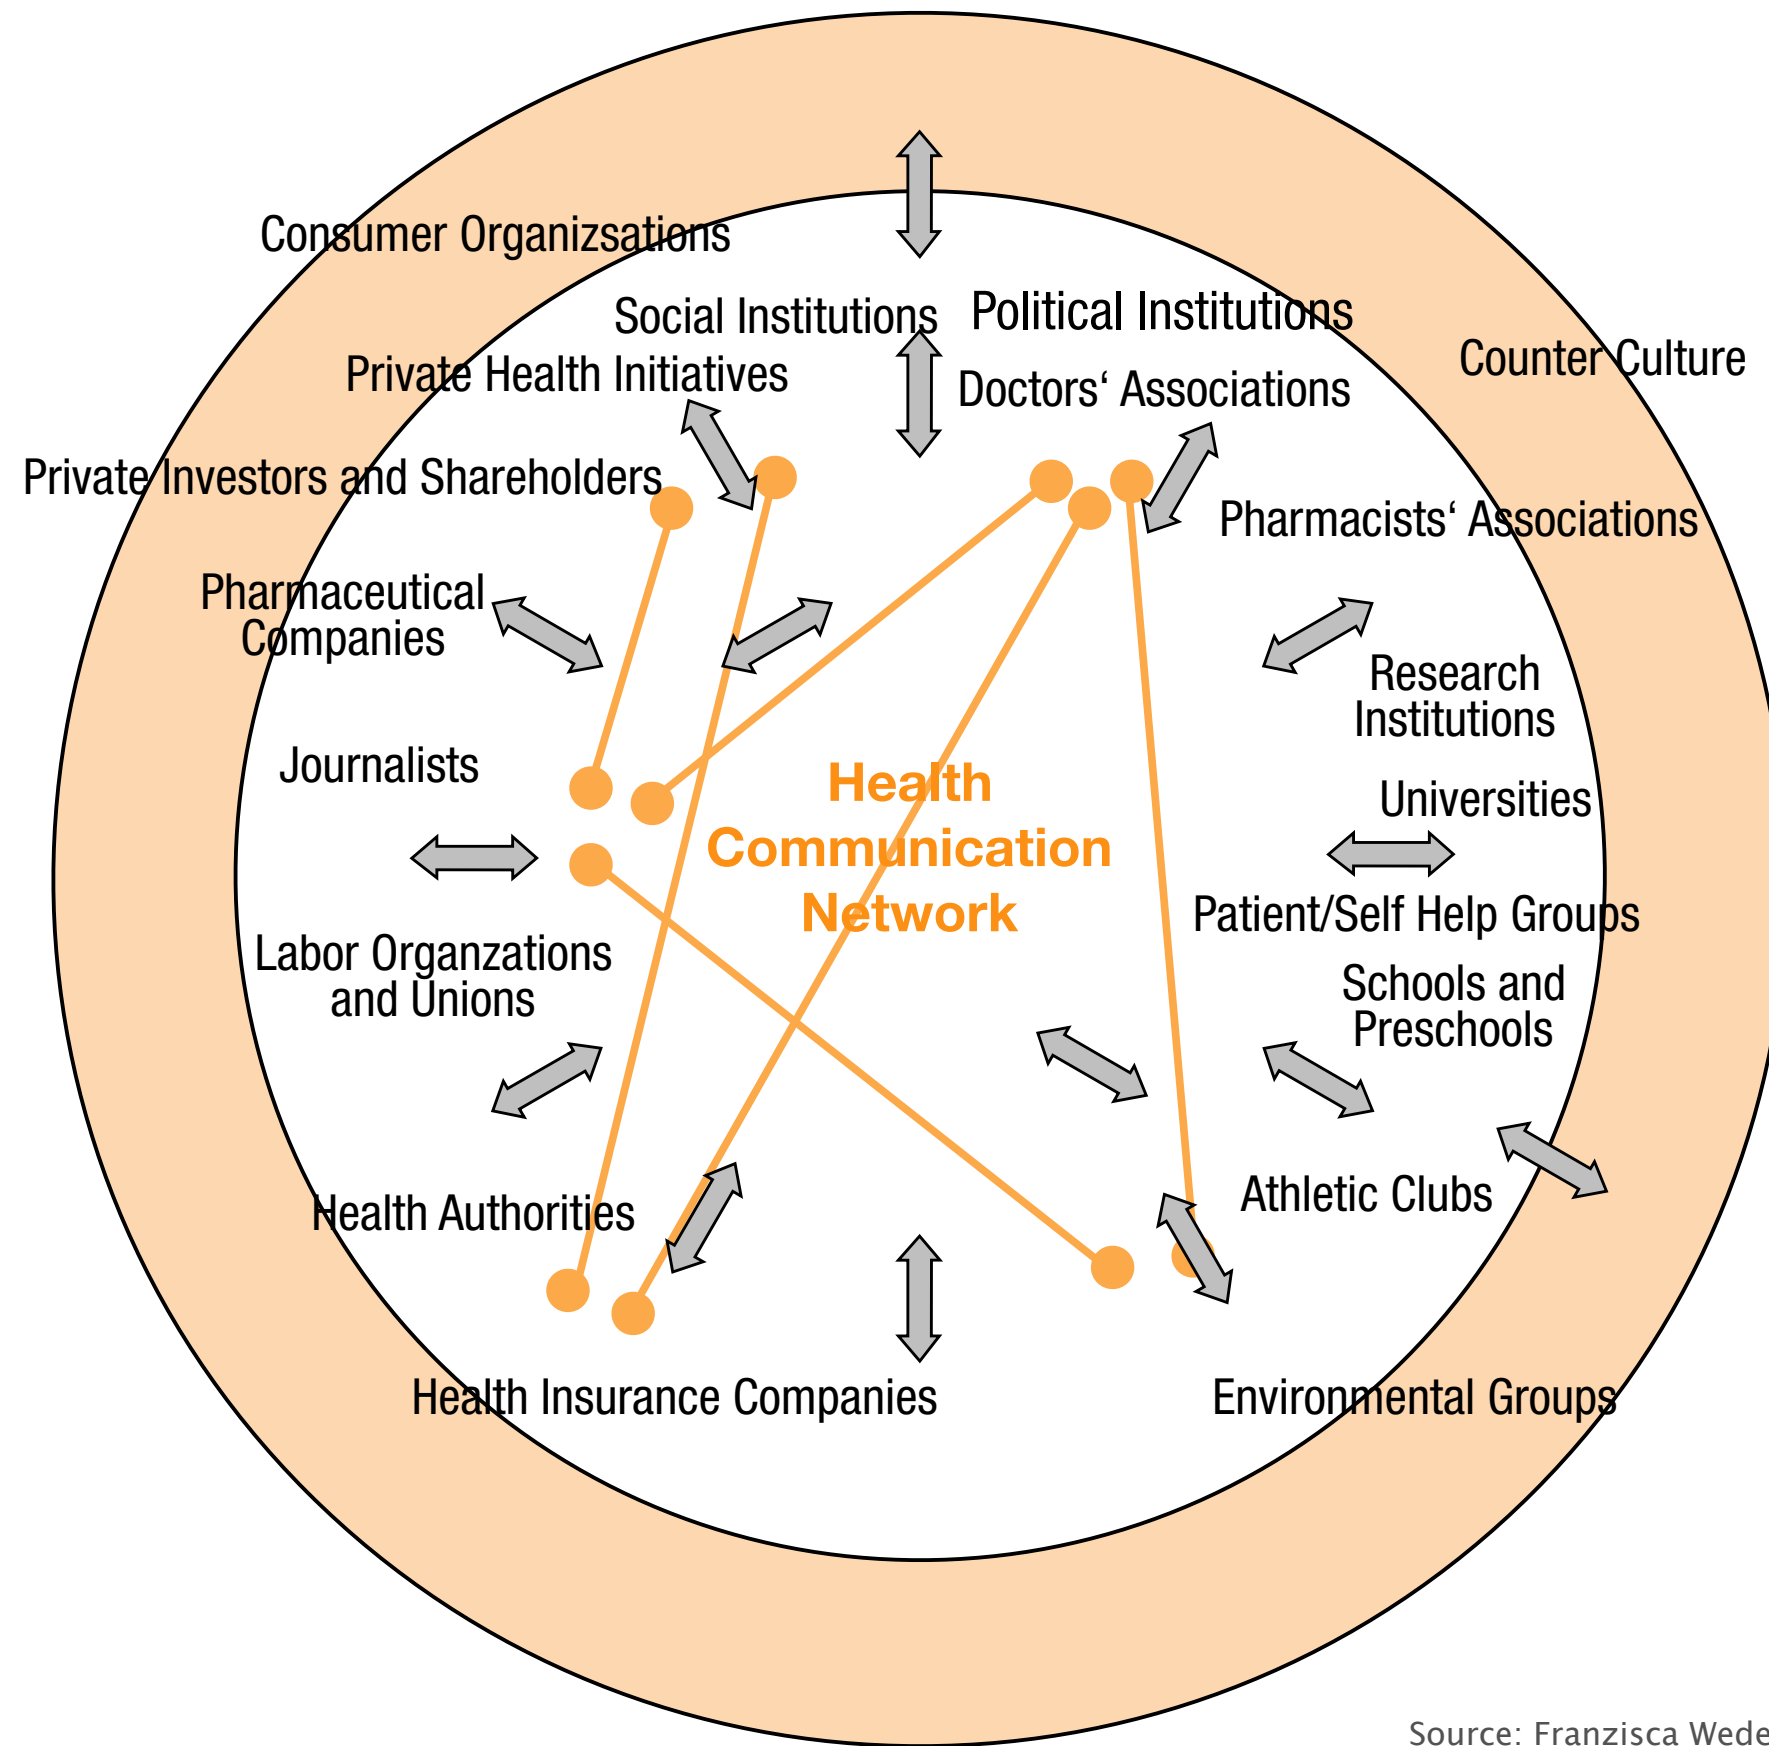 Consumer Organizsations
Social Institutions
Political Institutions
Private Health Initiatives
Doctors‘ Associations
Counter Culture
Private Investors and Shareholders
Pharmacists‘ Associations
Pharmaceutical
Companies
Research
Institutions
Journalists
Universities
Health
Communication
Network
Patient/Self Help Groups
Labor Organzations
and Unions
Schools and
Preschools
Health Authorities
Athletic Clubs
Health Insurance Companies
Environmental Groups
Source: Franzisca Wede